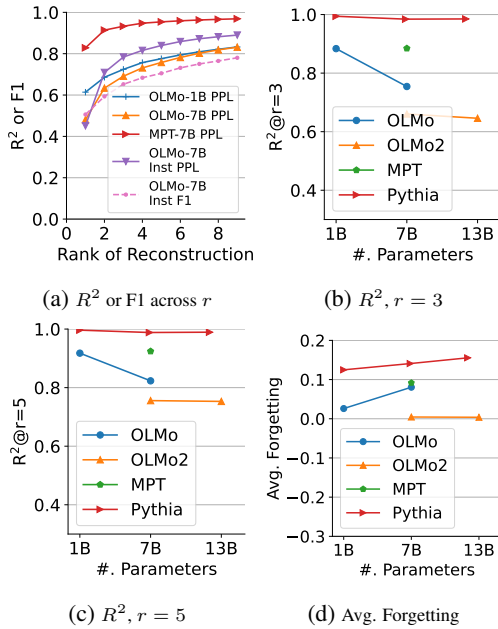 R² or F1
1.0
0.8
0.6
0.4
0.2
0.0
OLMo-1B PPL
OLMo-7B PPL
MPT-7B PPL
OLMo-7B
Inst PPL
OLMo-7B
Inst F1
0 2 4 6 8
Rank of Reconstruction
(a) R² or F1 across r
R²@r=3
1.0
0.8
0.6
0.4
OLMo
OLMo2
MPT
Pythia
1B 7B 13B
#. Parameters
(b) R², r = 3
R²@r=5
1.0
0.8
0.6
0.4
OLMo
OLMo2
MPT
Pythia
1B 7B 13B
#. Parameters
(c) R², r = 5
Avg. Forgetting
0.2
0.1
0.0
−0.1
−0.2
−0.3
OLMo
OLMo2
MPT
Pythia
1B 7B 13B
#. Parameters
(d) Avg. Forgetting